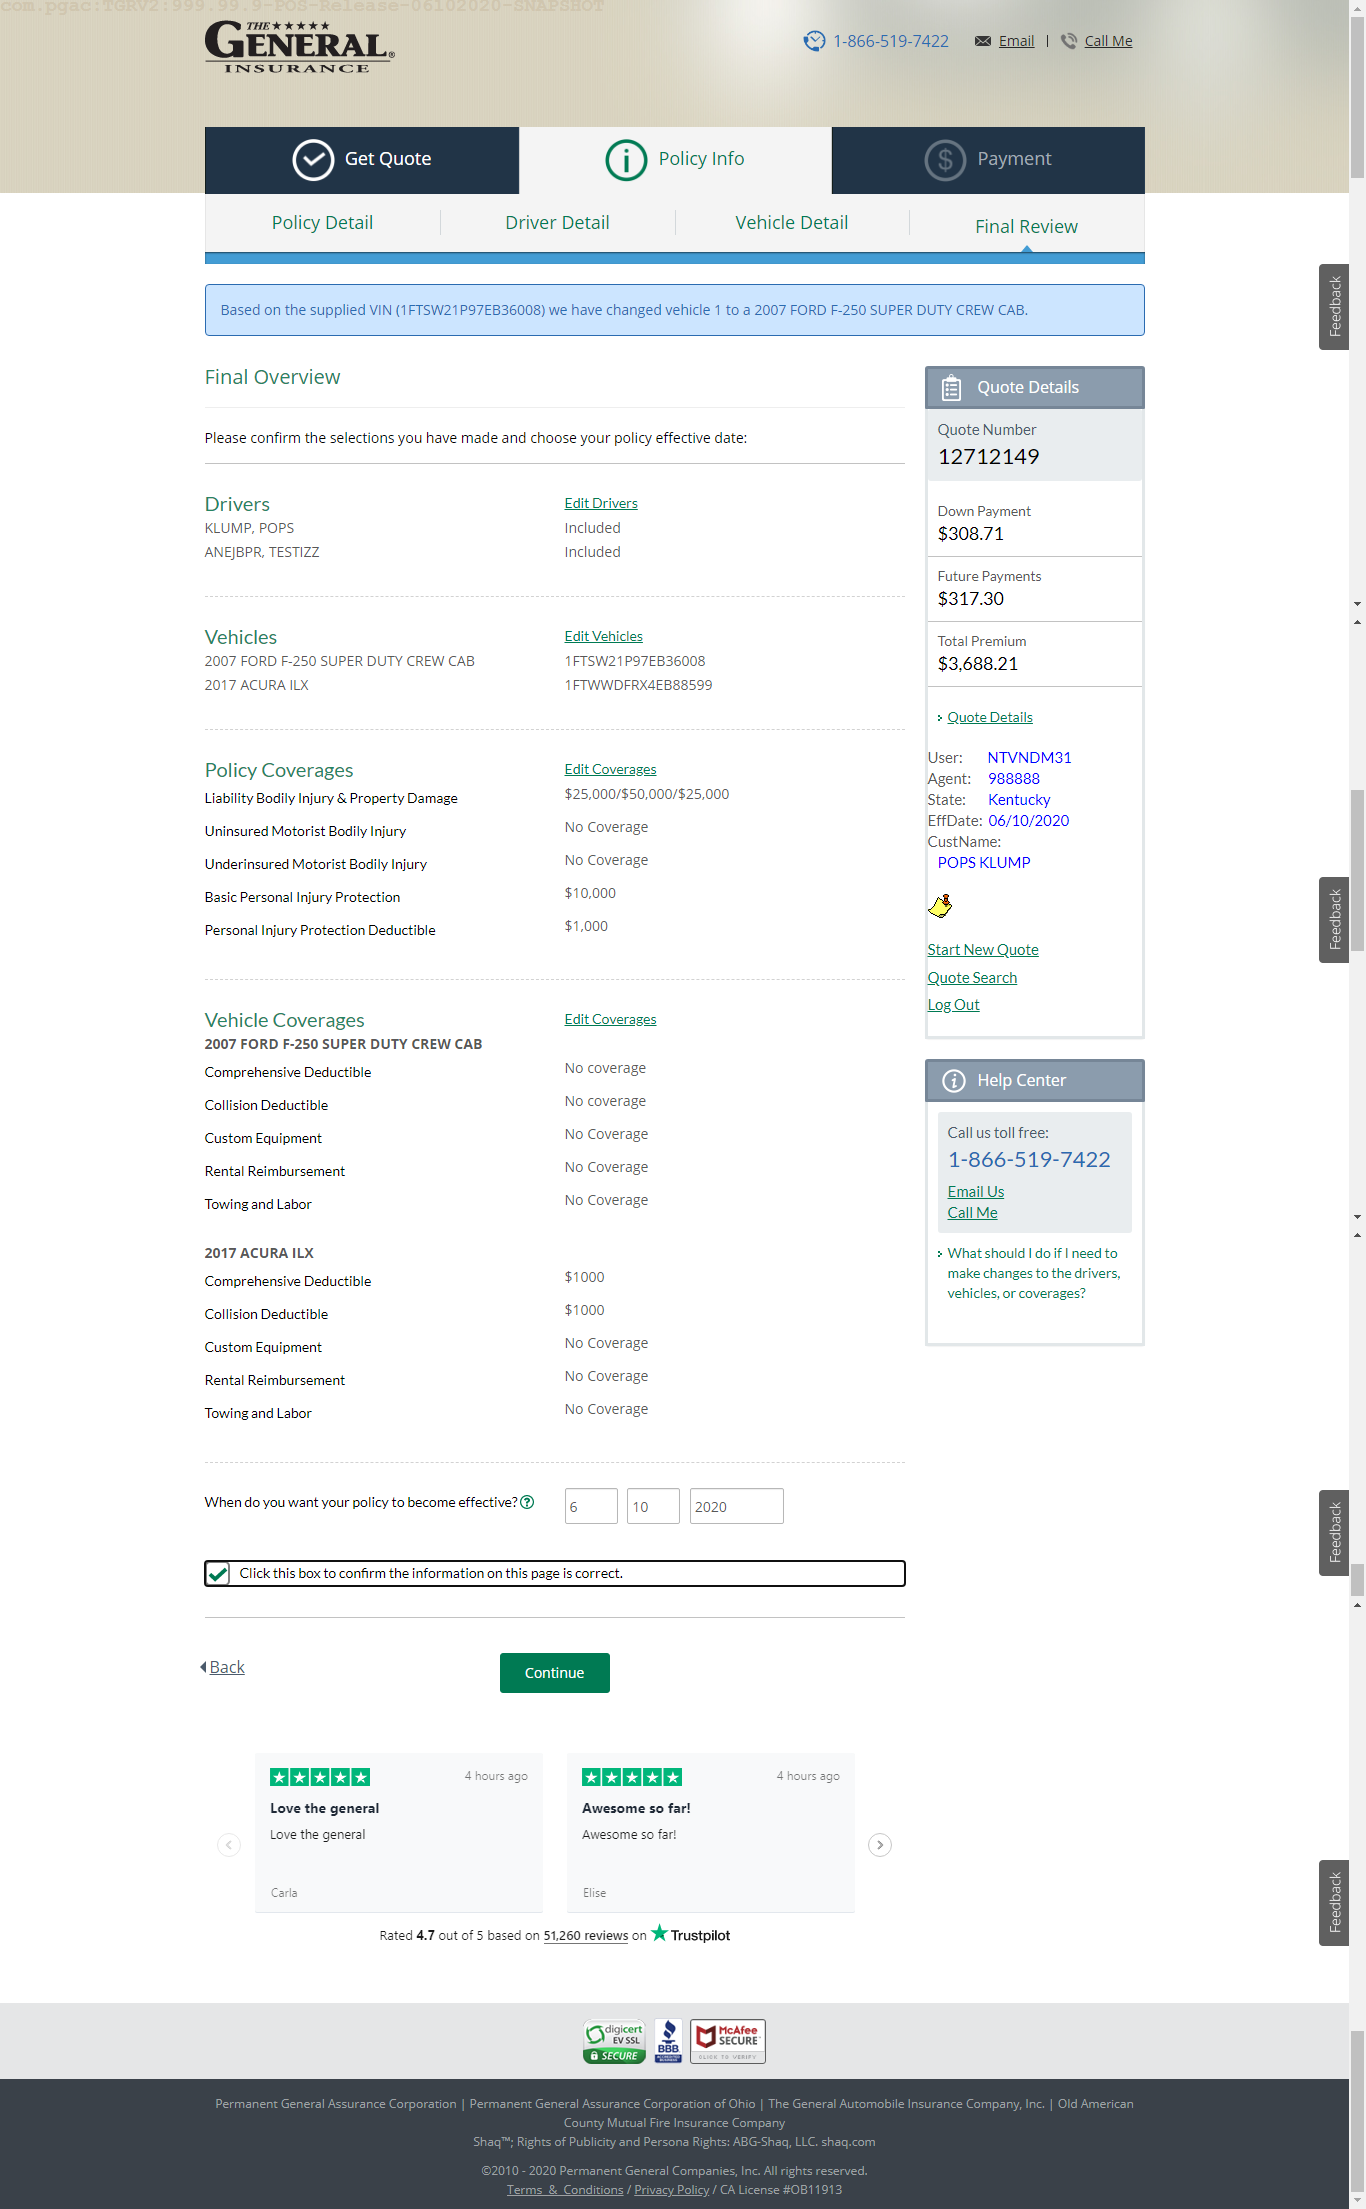 com.pgac:TGRV2:999.99.9-POS-Release-06102020-SNAPSHOT
THE
GENERAL®
INSURANCE
1-866-519-7422 Email | Call Me
Get Quote
Policy Info
Payment
Policy Detail
Driver Detail
Vehicle Detail
Final Review
Based on the supplied VIN (1FTSW21P97EB36008) we have changed vehicle 1 to a 2007 FORD F-250 SUPER DUTY CREW CAB.
Final Overview
Please confirm the selections you have made and choose your policy effective date:
Drivers Edit Drivers
KLUMP, POPS Included
ANEJBPR, TESTIZZ Included
Vehicles Edit Vehicles
2007 FORD F-250 SUPER DUTY CREW CAB 1FTSW21P97EB36008
2017 ACURA ILX 1FTWWDFRX4EB88599
Policy Coverages Edit Coverages
Liability Bodily Injury & Property Damage $25,000/$50,000/$25,000
Uninsured Motorist Bodily Injury No Coverage
Underinsured Motorist Bodily Injury No Coverage
Basic Personal Injury Protection $10,000
Personal Injury Protection Deductible $1,000
Vehicle Coverages Edit Coverages
2007 FORD F-250 SUPER DUTY CREW CAB
Comprehensive Deductible No coverage
Collision Deductible No coverage
Custom Equipment No Coverage
Rental Reimbursement No Coverage
Towing and Labor No Coverage
2017 ACURA ILX
Comprehensive Deductible $1000
Collision Deductible $1000
Custom Equipment No Coverage
Rental Reimbursement No Coverage
Towing and Labor No Coverage
When do you want your policy to become effective? ? 6 10 2020
Click this box to confirm the information on this page is correct.
Back
Continue
Quote Details
Quote Number
12712149
Down Payment
$308.71
Future Payments
$317.30
Total Premium
$3,688.21
Quote Details
User: NTVNDM31
Agent: 988888
State: Kentucky
EffDate: 06/10/2020
CustName:
POPS KLUMP
Start New Quote
Quote Search
Log Out
Help Center
Call us toll free:
1-866-519-7422
Email Us
Call Me
What should I do if I need to
make changes to the drivers,
vehicles, or coverages?
Feedback
Feedback
Feedback
Feedback
4 hours ago
Love the general
Love the general
Carla
4 hours ago
Awesome so far!
Awesome so far!
Elise
Rated 4.7 out of 5 based on 51,260 reviews on Trustpilot
digicert
EV SSL
SECURE
BBB
ACCREDITED
BUSINESS
McAfee
SECURE
CLICK TO VERIFY
Permanent General Assurance Corporation | Permanent General Assurance Corporation of Ohio | The General Automobile Insurance Company, Inc. | Old American
County Mutual Fire Insurance Company
Shaq™; Rights of Publicity and Persona Rights: ABG-Shaq, LLC. shaq.com
©2010 - 2020 Permanent General Companies, Inc. All rights reserved.
Terms & Conditions / Privacy Policy / CA License #OB11913